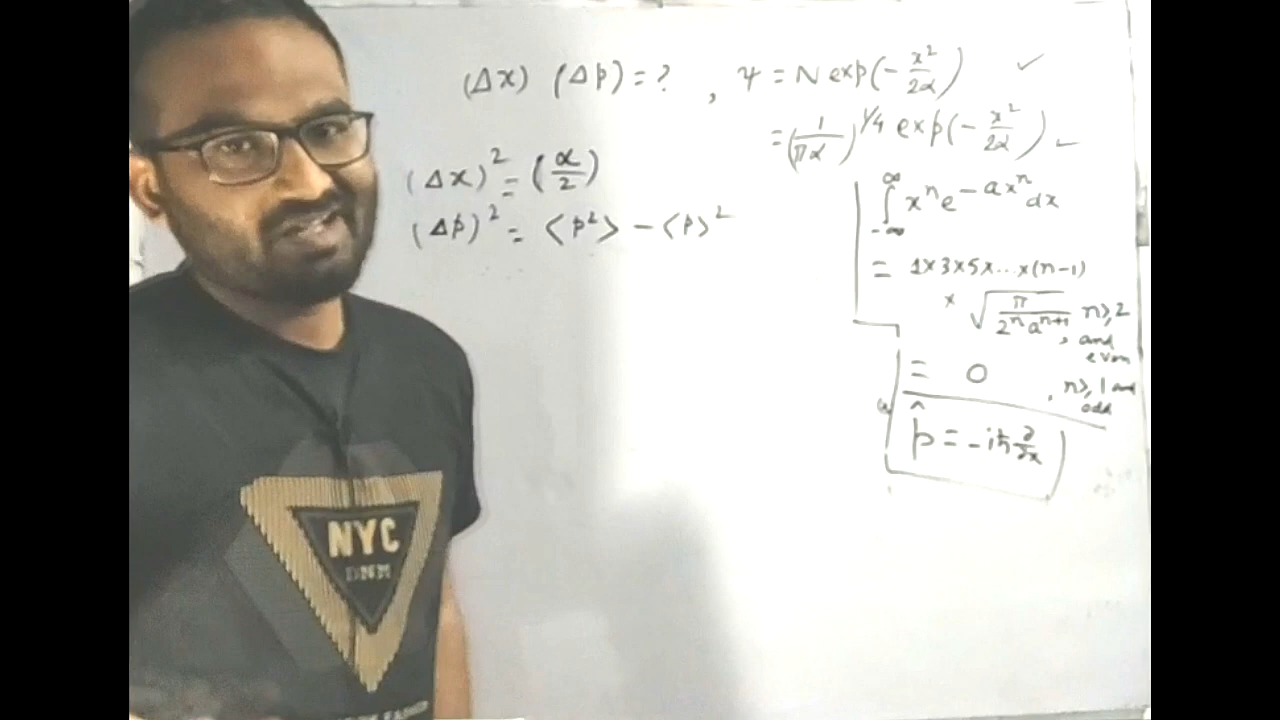 (Δx) (Δp) = ? , ψ = N exp(- x²/2α) ✓
= (1/πα)^1/4 exp(- x²/2α) ✓
(Δx)² = (α/2)
(Δp)² = <p²> - <p>²
∫_{-∞}^{∞} xⁿ e^{-axⁿ} dx
= 1×3×5×...×(n-1)
× √(π/2ⁿaⁿ⁺¹) , n≥2
and
even
= 0 , n≥1 and
odd
p̂ = -iħ ∂/∂x
NYC